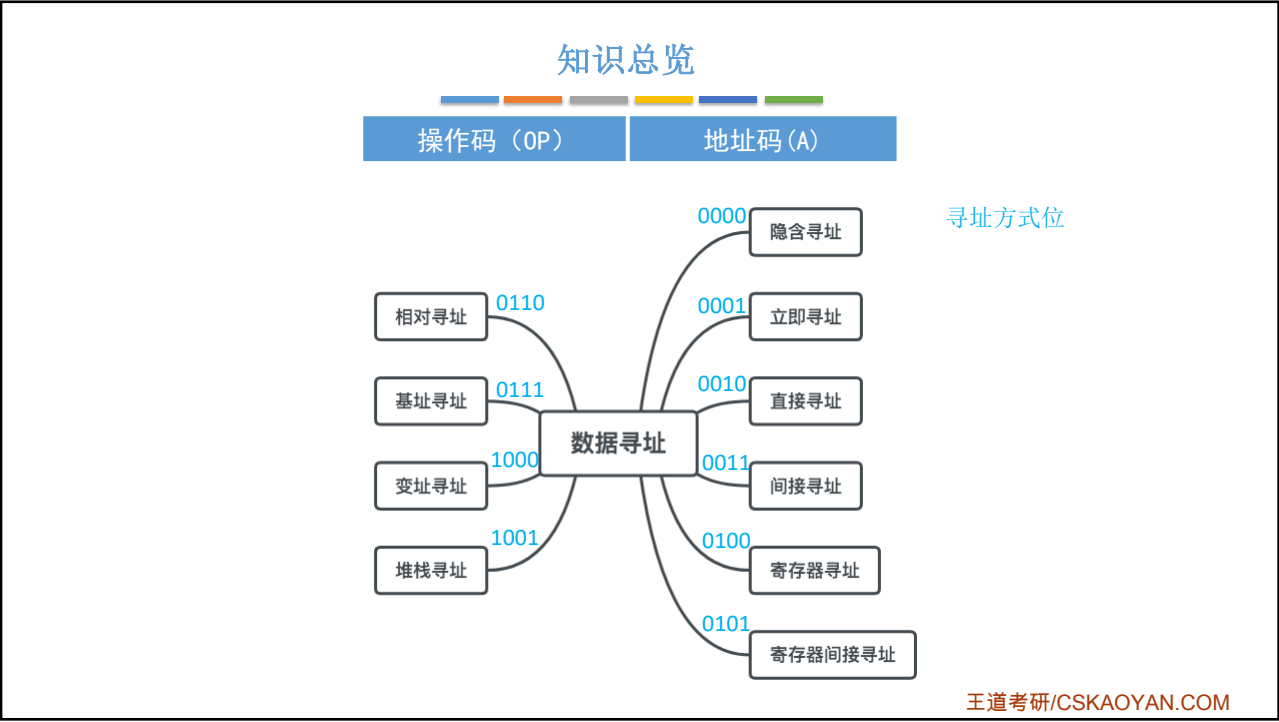 知识总览
操作码（OP）
地址码(A)
寻址方式位
0000
隐含寻址
0001
立即寻址
0010
直接寻址
0011
间接寻址
0100
寄存器寻址
0101
寄存器间接寻址
0110
相对寻址
0111
基址寻址
1000
变址寻址
1001
堆栈寻址
数据寻址
王道考研/CSKAOYAN.COM